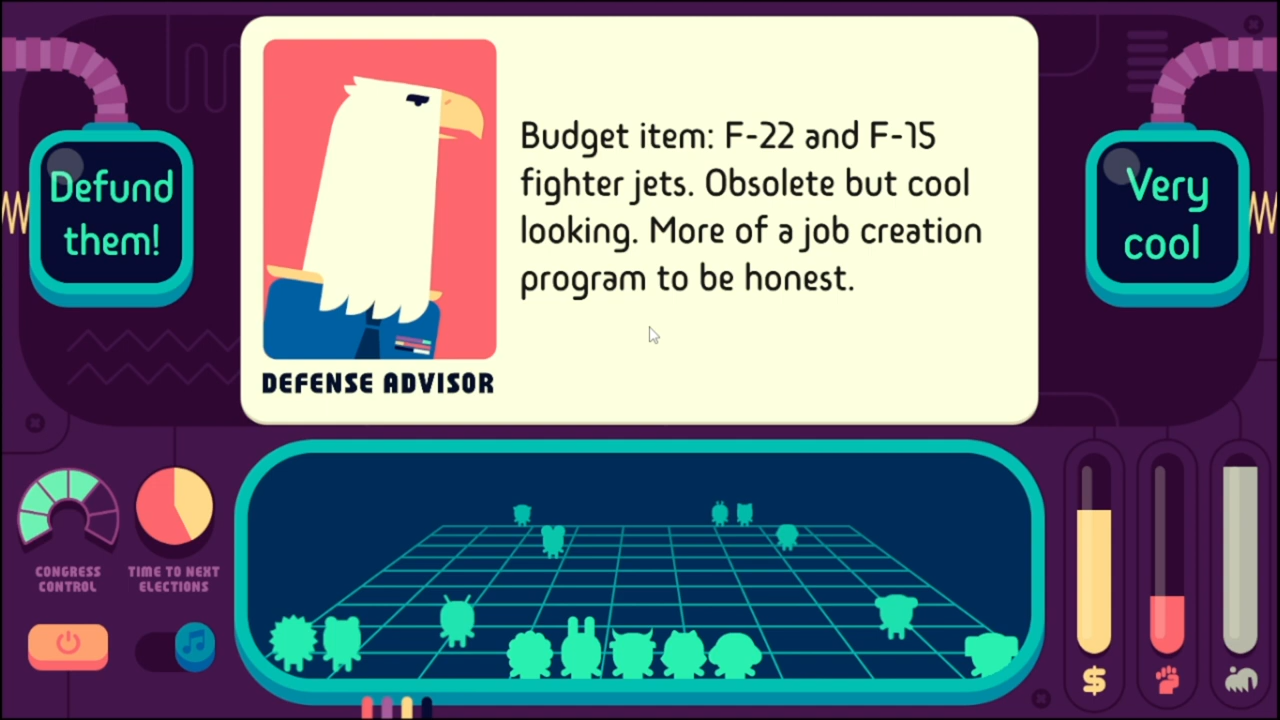 Budget item: F-22 and F-15
fighter jets. Obsolete but cool
looking. More of a job creation
program to be honest.
DEFENSE ADVISOR
Defund
them!
Very
cool
CONGRESS
CONTROL
TIME TO NEXT
ELECTIONS
$